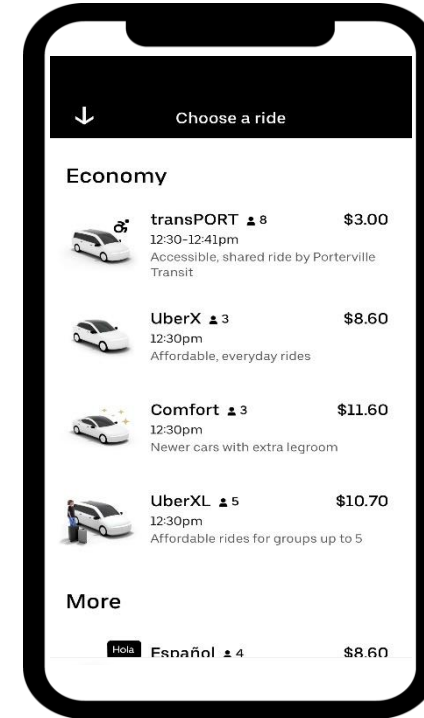 Choose a ride
Economy
transPORT 8 $3.00
12:30-12:41pm
Accessible, shared ride by Porterville
Transit
UberX 3 $8.60
12:30pm
Affordable, everyday rides
Comfort 3 $11.60
12:30pm
Newer cars with extra legroom
UberXL 5 $10.70
12:30pm
Affordable rides for groups up to 5
More
Hola Español 4 $8.60